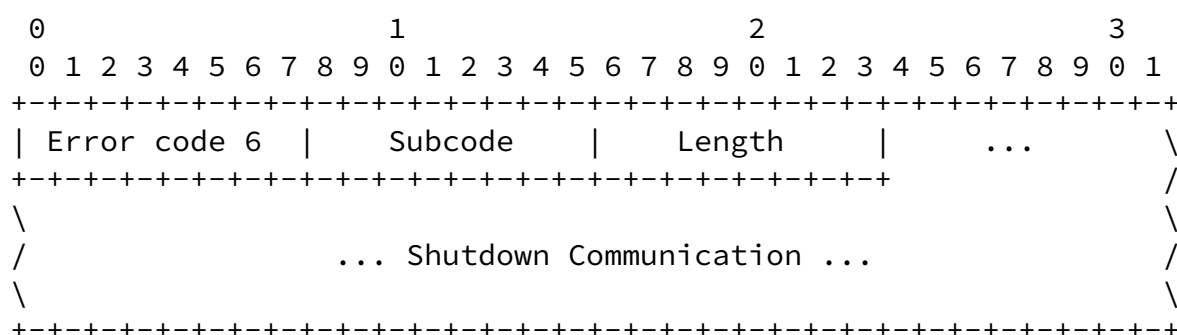 0                   1                   2                   3
 0 1 2 3 4 5 6 7 8 9 0 1 2 3 4 5 6 7 8 9 0 1 2 3 4 5 6 7 8 9 0 1
+-+-+-+-+-+-+-+-+-+-+-+-+-+-+-+-+-+-+-+-+-+-+-+-+-+-+-+-+-+-+-+-+
| Error code 6  |    Subcode    |    Length     |     ...       \
+-+-+-+-+-+-+-+-+-+-+-+-+-+-+-+-+-+-+-+-+-+-+-+-+               /
\                                                               \
/                 ... Shutdown Communication ...                /
\                                                               \
+-+-+-+-+-+-+-+-+-+-+-+-+-+-+-+-+-+-+-+-+-+-+-+-+-+-+-+-+-+-+-+-+